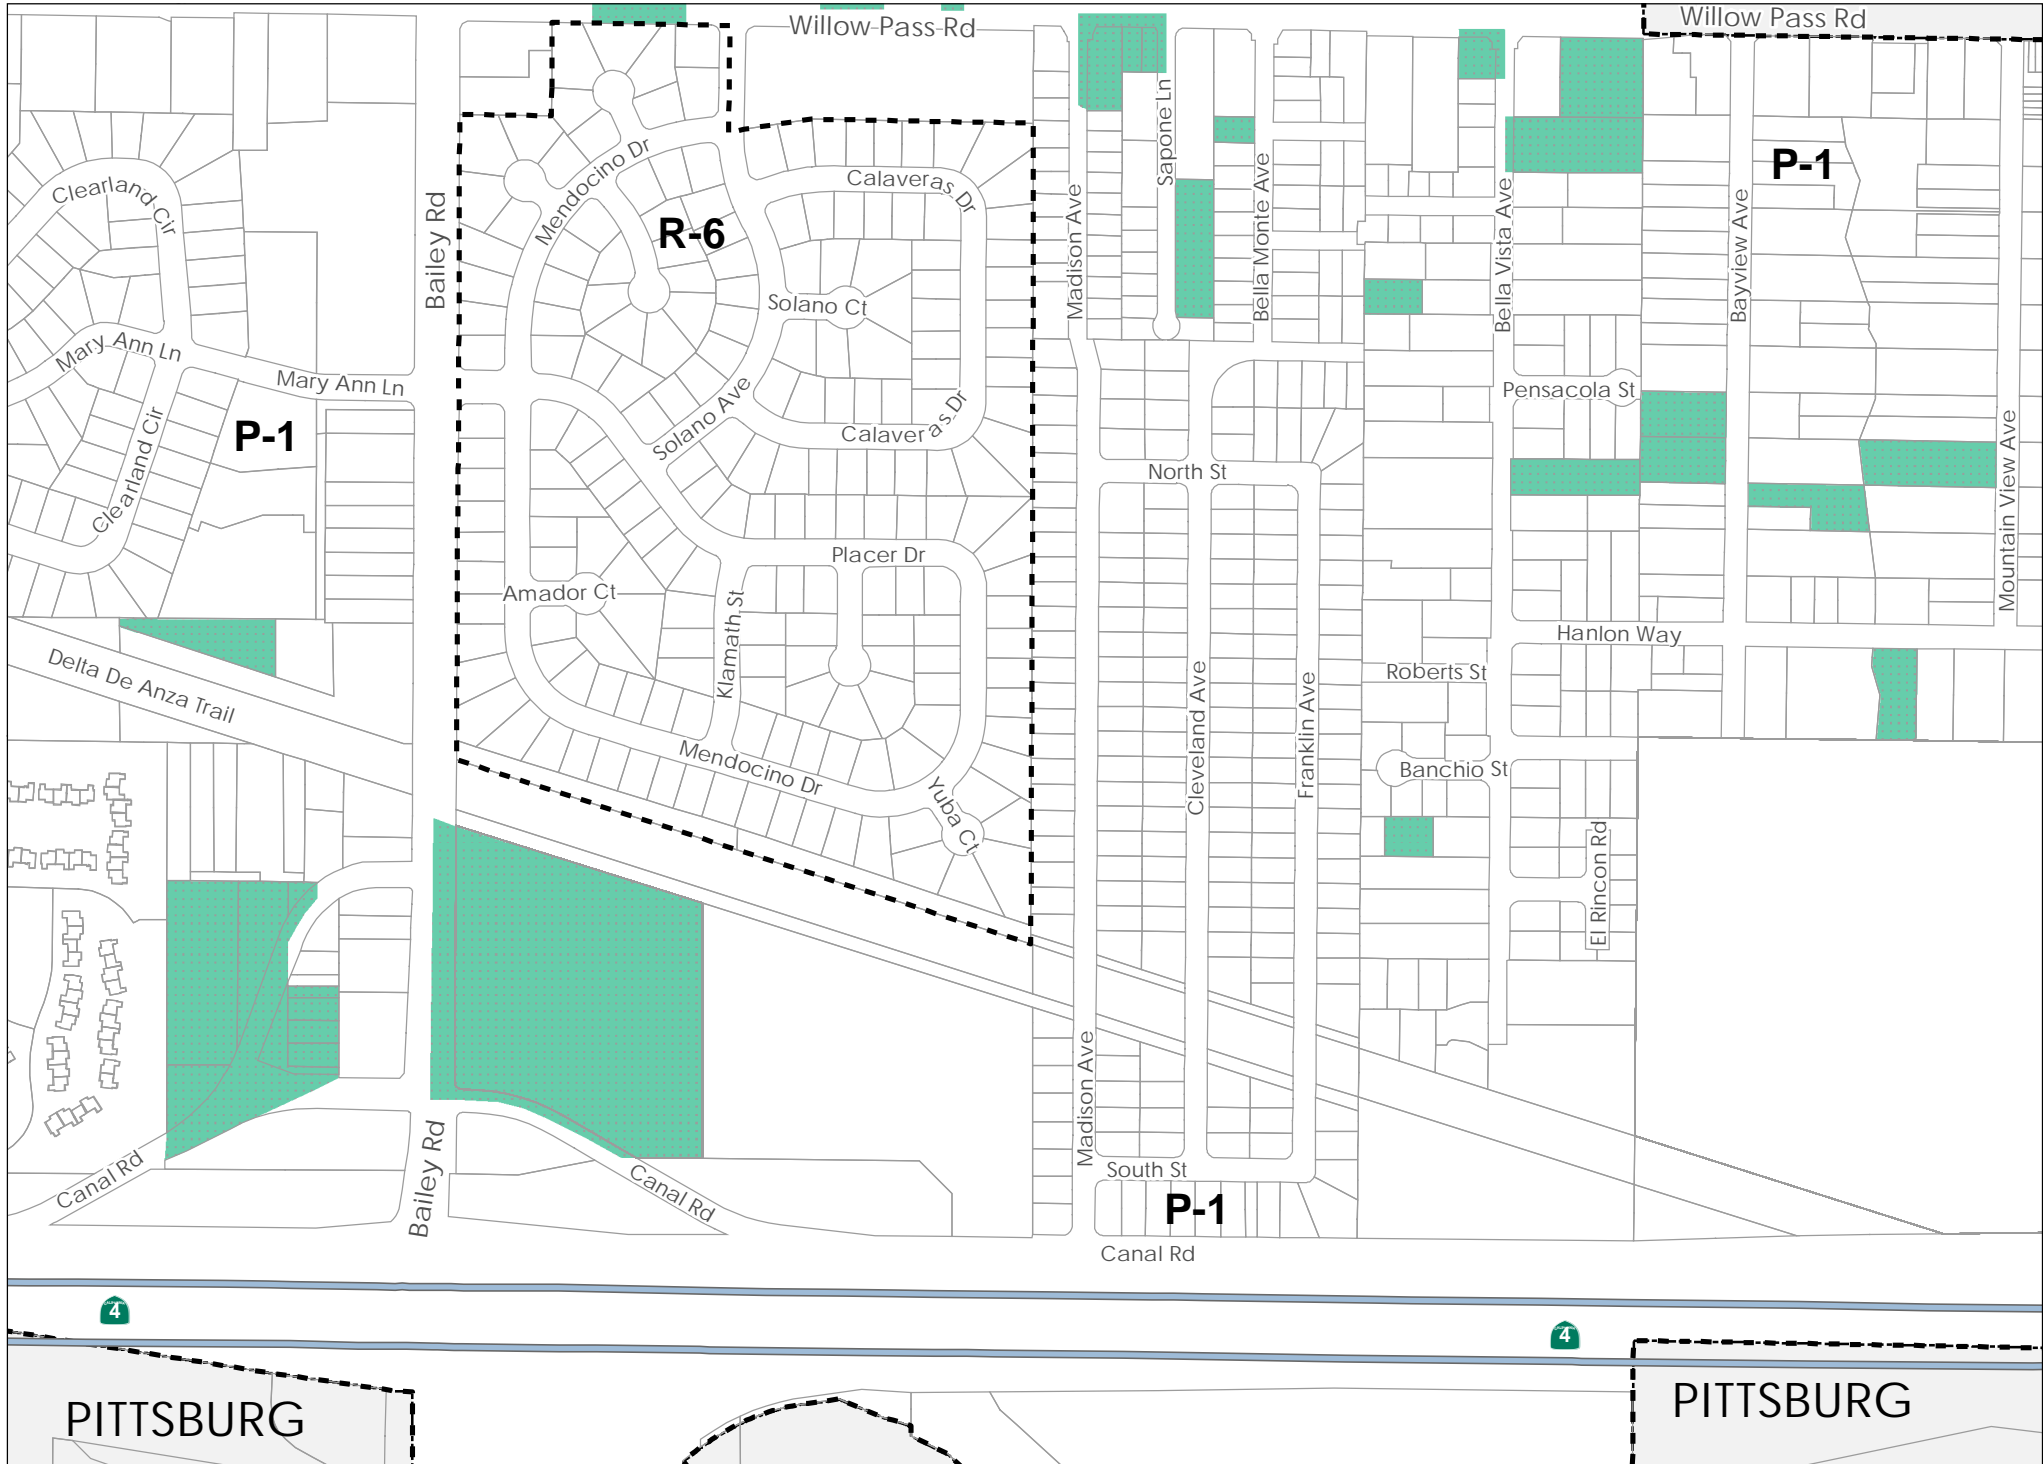 Willow Pass Rd
Willow Pass Rd
Clearland Cir
Mendocino Dr
R-6
Calaveras Dr
Sapone Ln
P-1
Bailey Rd
Madison Ave
Bella Monte Ave
Bella Vista Ave
Bayview Ave
Solano Ct
Mary Ann Ln
Mary Ann Ln
Pensacola St
P-1
Clearland Cir
Solano Ave
Calaveras Dr
North St
Mountain View Ave
Placer Dr
Amador Ct
Klamath St
Hanlon Way
Roberts St
Delta De Anza Trail
Cleveland Ave
Franklin Ave
Mendocino Dr
Yuba Ct
Banchio St
El Rincon Rd
Madison Ave
Bailey Rd
Canal Rd
Canal Rd
South St
P-1
Canal Rd
4
4
PITTSBURG
PITTSBURG